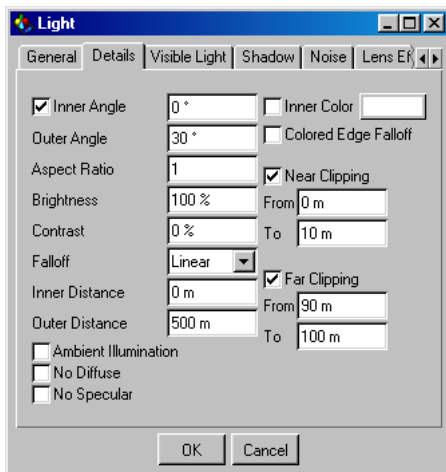 Light
General Details Visible Light Shadow Noise Lens Ef
Inner Angle 0 ° Inner Color
Outer Angle 30 ° Colored Edge Falloff
Aspect Ratio 1 Near Clipping
Brightness 100 % From 0 m
Contrast 0 % To 10 m
Falloff Linear Far Clipping
Inner Distance 0 m From 90 m
Outer Distance 500 m To 100 m
Ambient Illumination
No Diffuse
No Specular
OK Cancel